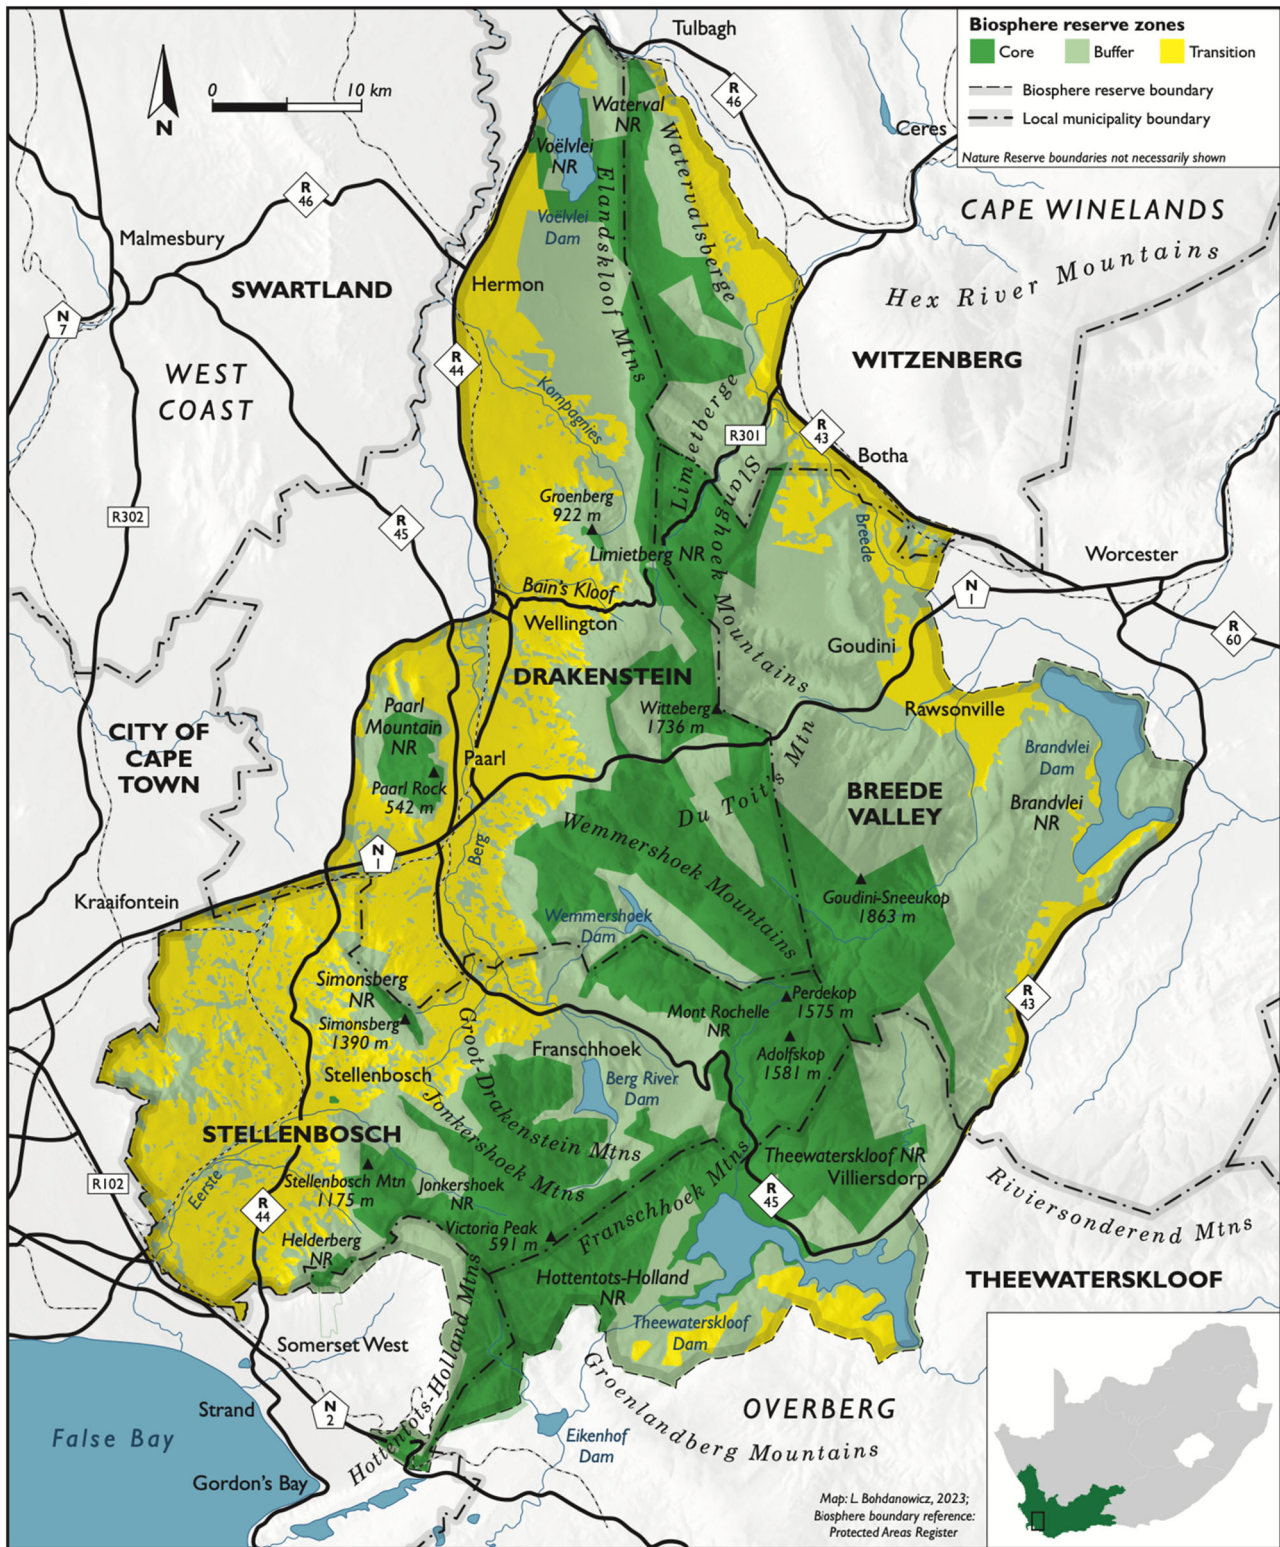 Biosphere reserve zones
Core
Buffer
Transition
Biosphere reserve boundary
Local municipality boundary
Nature Reserve boundaries not necessarily shown
0
10 km
N
Tulbagh
R
46
Waterval
NR
Watervalsberge
Ceres
Voëlvlei
NR
Voëlvlei
Dam
Elandskloof Mtns
R
46
Malmesbury
SWARTLAND
Hermon
N
7
CAPE WINELANDS
Hex River Mountains
WITZENBERG
WEST
COAST
R
44
Kompagnies
Limietberge
R301
R
43
Botha
Slanghoek Mountains
Groenberg
922 m
Limietberg NR
Breede
R302
R
45
Worcester
Bain's Kloof
Wellington
N
1
R
60
Goudini
DRAKENSTEIN
Witteberg
1736 m
Rawsonville
Paarl
Mountain
NR
Paarl
Paarl Rock
542 m
CITY OF
CAPE
TOWN
Du Toit's Mtn
Brandvlei
Dam
Brandvlei
NR
BREEDE
VALLEY
Wemmershoek Mountains
Berg
N
1
Kraaifontein
Goudini-Sneeukop
1863 m
Wemmershoek
Dam
Simonsberg
NR
Simonsberg
1390 m
Perdekop
1575 m
Mont Rochelle
NR
Adolfskop
1581 m
R
43
Groot Drakenstein Mtns
Franschhoek
Stellenbosch
Berg River
Dam
Jonkershoek Mtns
STELLENBOSCH
Theewaterskloof NR
Villiersdorp
R102
Eerste
Stellenbosch Mtn
1175 m
Jonkershoek
NR
R
44
R
45
Franschhoek Mtns
Victoria Peak
591 m
Helderberg
NR
Riviersonderend Mtns
Hottentots-Holland
NR
THEEWATERSKLOOF
Theewaterskloof
Dam
Somerset West
Hottentots-Holland Mtns
Groenlandberg Mountains
OVERBERG
Strand
N
2
False Bay
Eikenhof
Dam
Gordon's Bay
Map: L. Bohdanowicz, 2023;
Biosphere boundary reference:
Protected Areas Register